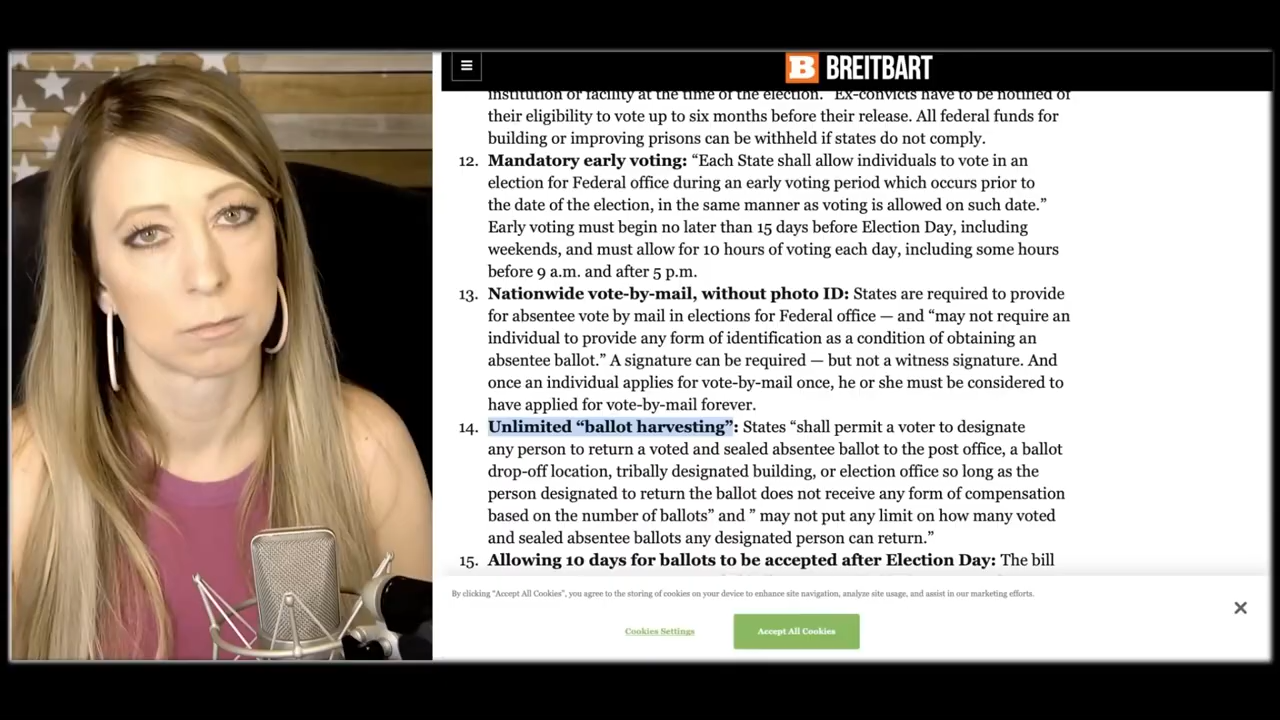 BREITBART
institution or facility at the time of the election.” Ex-convicts have to be notified of
their eligibility to vote up to six months before their release. All federal funds for
building or improving prisons can be withheld if states do not comply.
12. Mandatory early voting: “Each State shall allow individuals to vote in an
election for Federal office during an early voting period which occurs prior to
the date of the election, in the same manner as voting is allowed on such date.”
Early voting must begin no later than 15 days before Election Day, including
weekends, and must allow for 10 hours of voting each day, including some hours
before 9 a.m. and after 5 p.m.
13. Nationwide vote-by-mail, without photo ID: States are required to provide
for absentee vote by mail in elections for Federal office — and “may not require an
individual to provide any form of identification as a condition of obtaining an
absentee ballot.” A signature can be required — but not a witness signature. And
once an individual applies for vote-by-mail once, he or she must be considered to
have applied for vote-by-mail forever.
14. Unlimited “ballot harvesting”: States “shall permit a voter to designate
any person to return a voted and sealed absentee ballot to the post office, a ballot
drop-off location, tribally designated building, or election office so long as the
person designated to return the ballot does not receive any form of compensation
based on the number of ballots” and ” may not put any limit on how many voted
and sealed absentee ballots any designated person can return.”
15. Allowing 10 days for ballots to be accepted after Election Day: The bill
By clicking “Accept All Cookies”, you agree to the storing of cookies on your device to enhance site navigation, analyze site usage, and assist in our marketing efforts.
Cookies Settings
Accept All Cookies